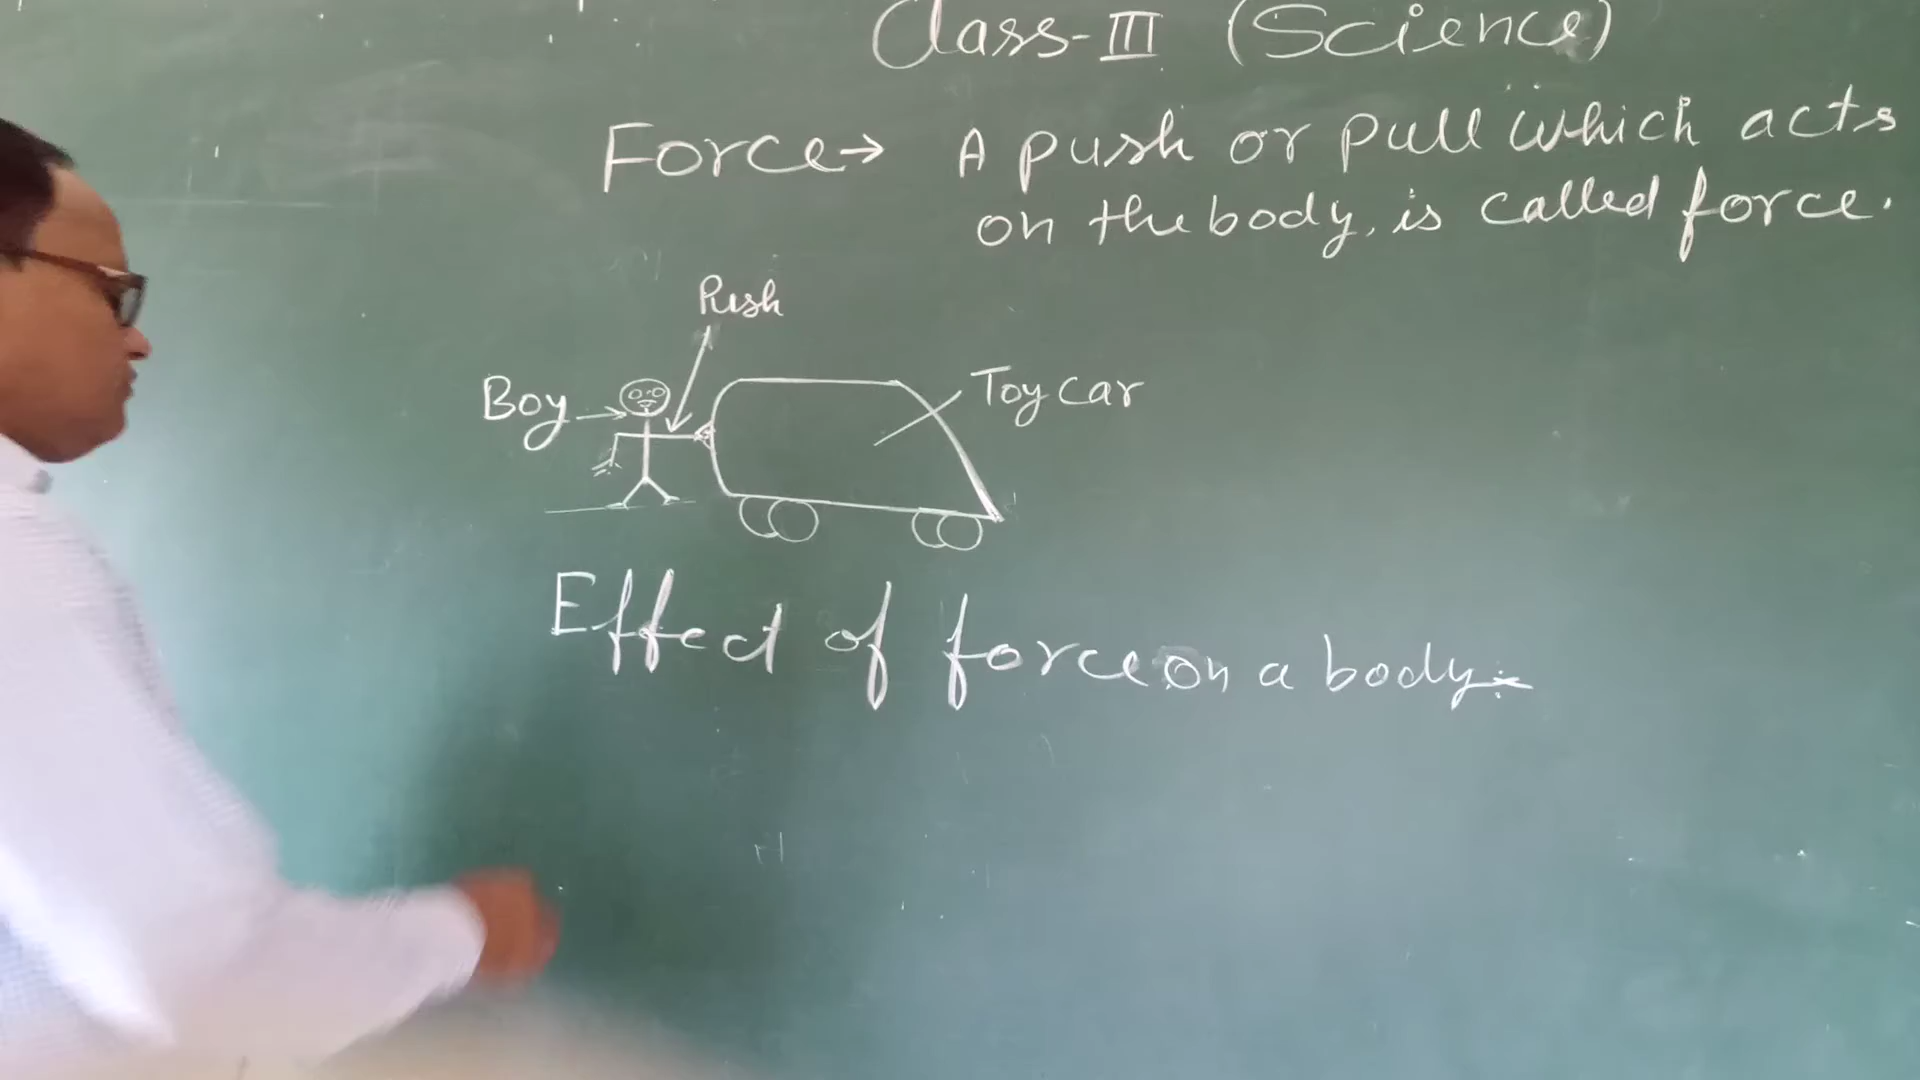 Class-III (Science)
Force→ A push or pull which acts
on the body, is called force.
Push
Boy
Toy car
Effect of force on a body:-